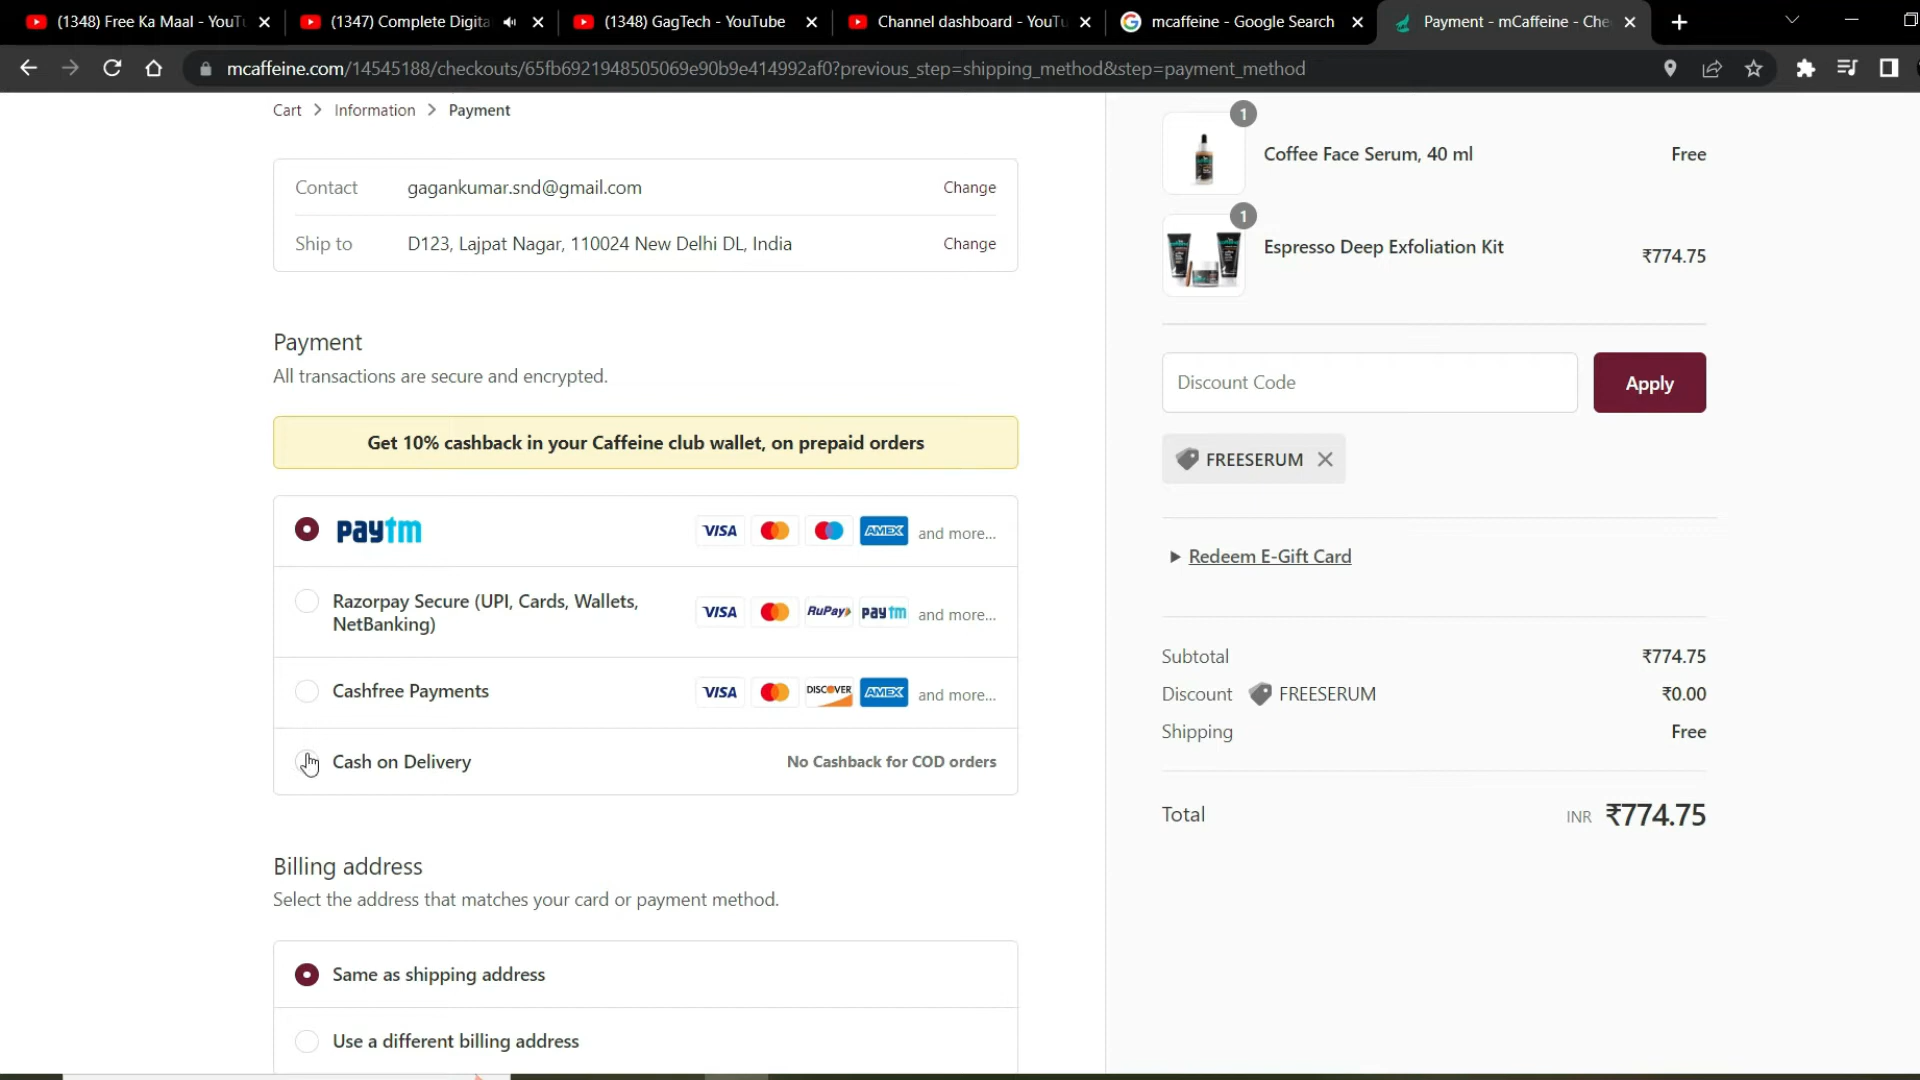 (1348) Free Ka Maal - YouTu
(1347) Complete Digita
(1348) GagTech - YouTube
Channel dashboard - YouTu
mcaffeine - Google Search
Payment - mCaffeine - Che
mcaffeine.com/14545188/checkouts/65fb6921948505069e90b9e414992af0?previous_step=shipping_method&step=payment_method
Cart > Information > Payment
Contact gagankumar.snd@gmail.com Change
Ship to D123, Lajpat Nagar, 110024 New Delhi DL, India Change
Payment
All transactions are secure and encrypted.
Get 10% cashback in your Caffeine club wallet, on prepaid orders
paytm VISA AMEX and more...
Razorpay Secure (UPI, Cards, Wallets,
NetBanking)
VISA RuPay paytm and more...
Cashfree Payments VISA DISCOVER AMEX and more...
Cash on Delivery No Cashback for COD orders
Billing address
Select the address that matches your card or payment method.
Same as shipping address
Use a different billing address
1
Coffee Face Serum, 40 ml Free
1
Espresso Deep Exfoliation Kit ₹774.75
Discount Code Apply
FREESERUM
Redeem E-Gift Card
Subtotal ₹774.75
Discount FREESERUM ₹0.00
Shipping Free
Total INR ₹774.75